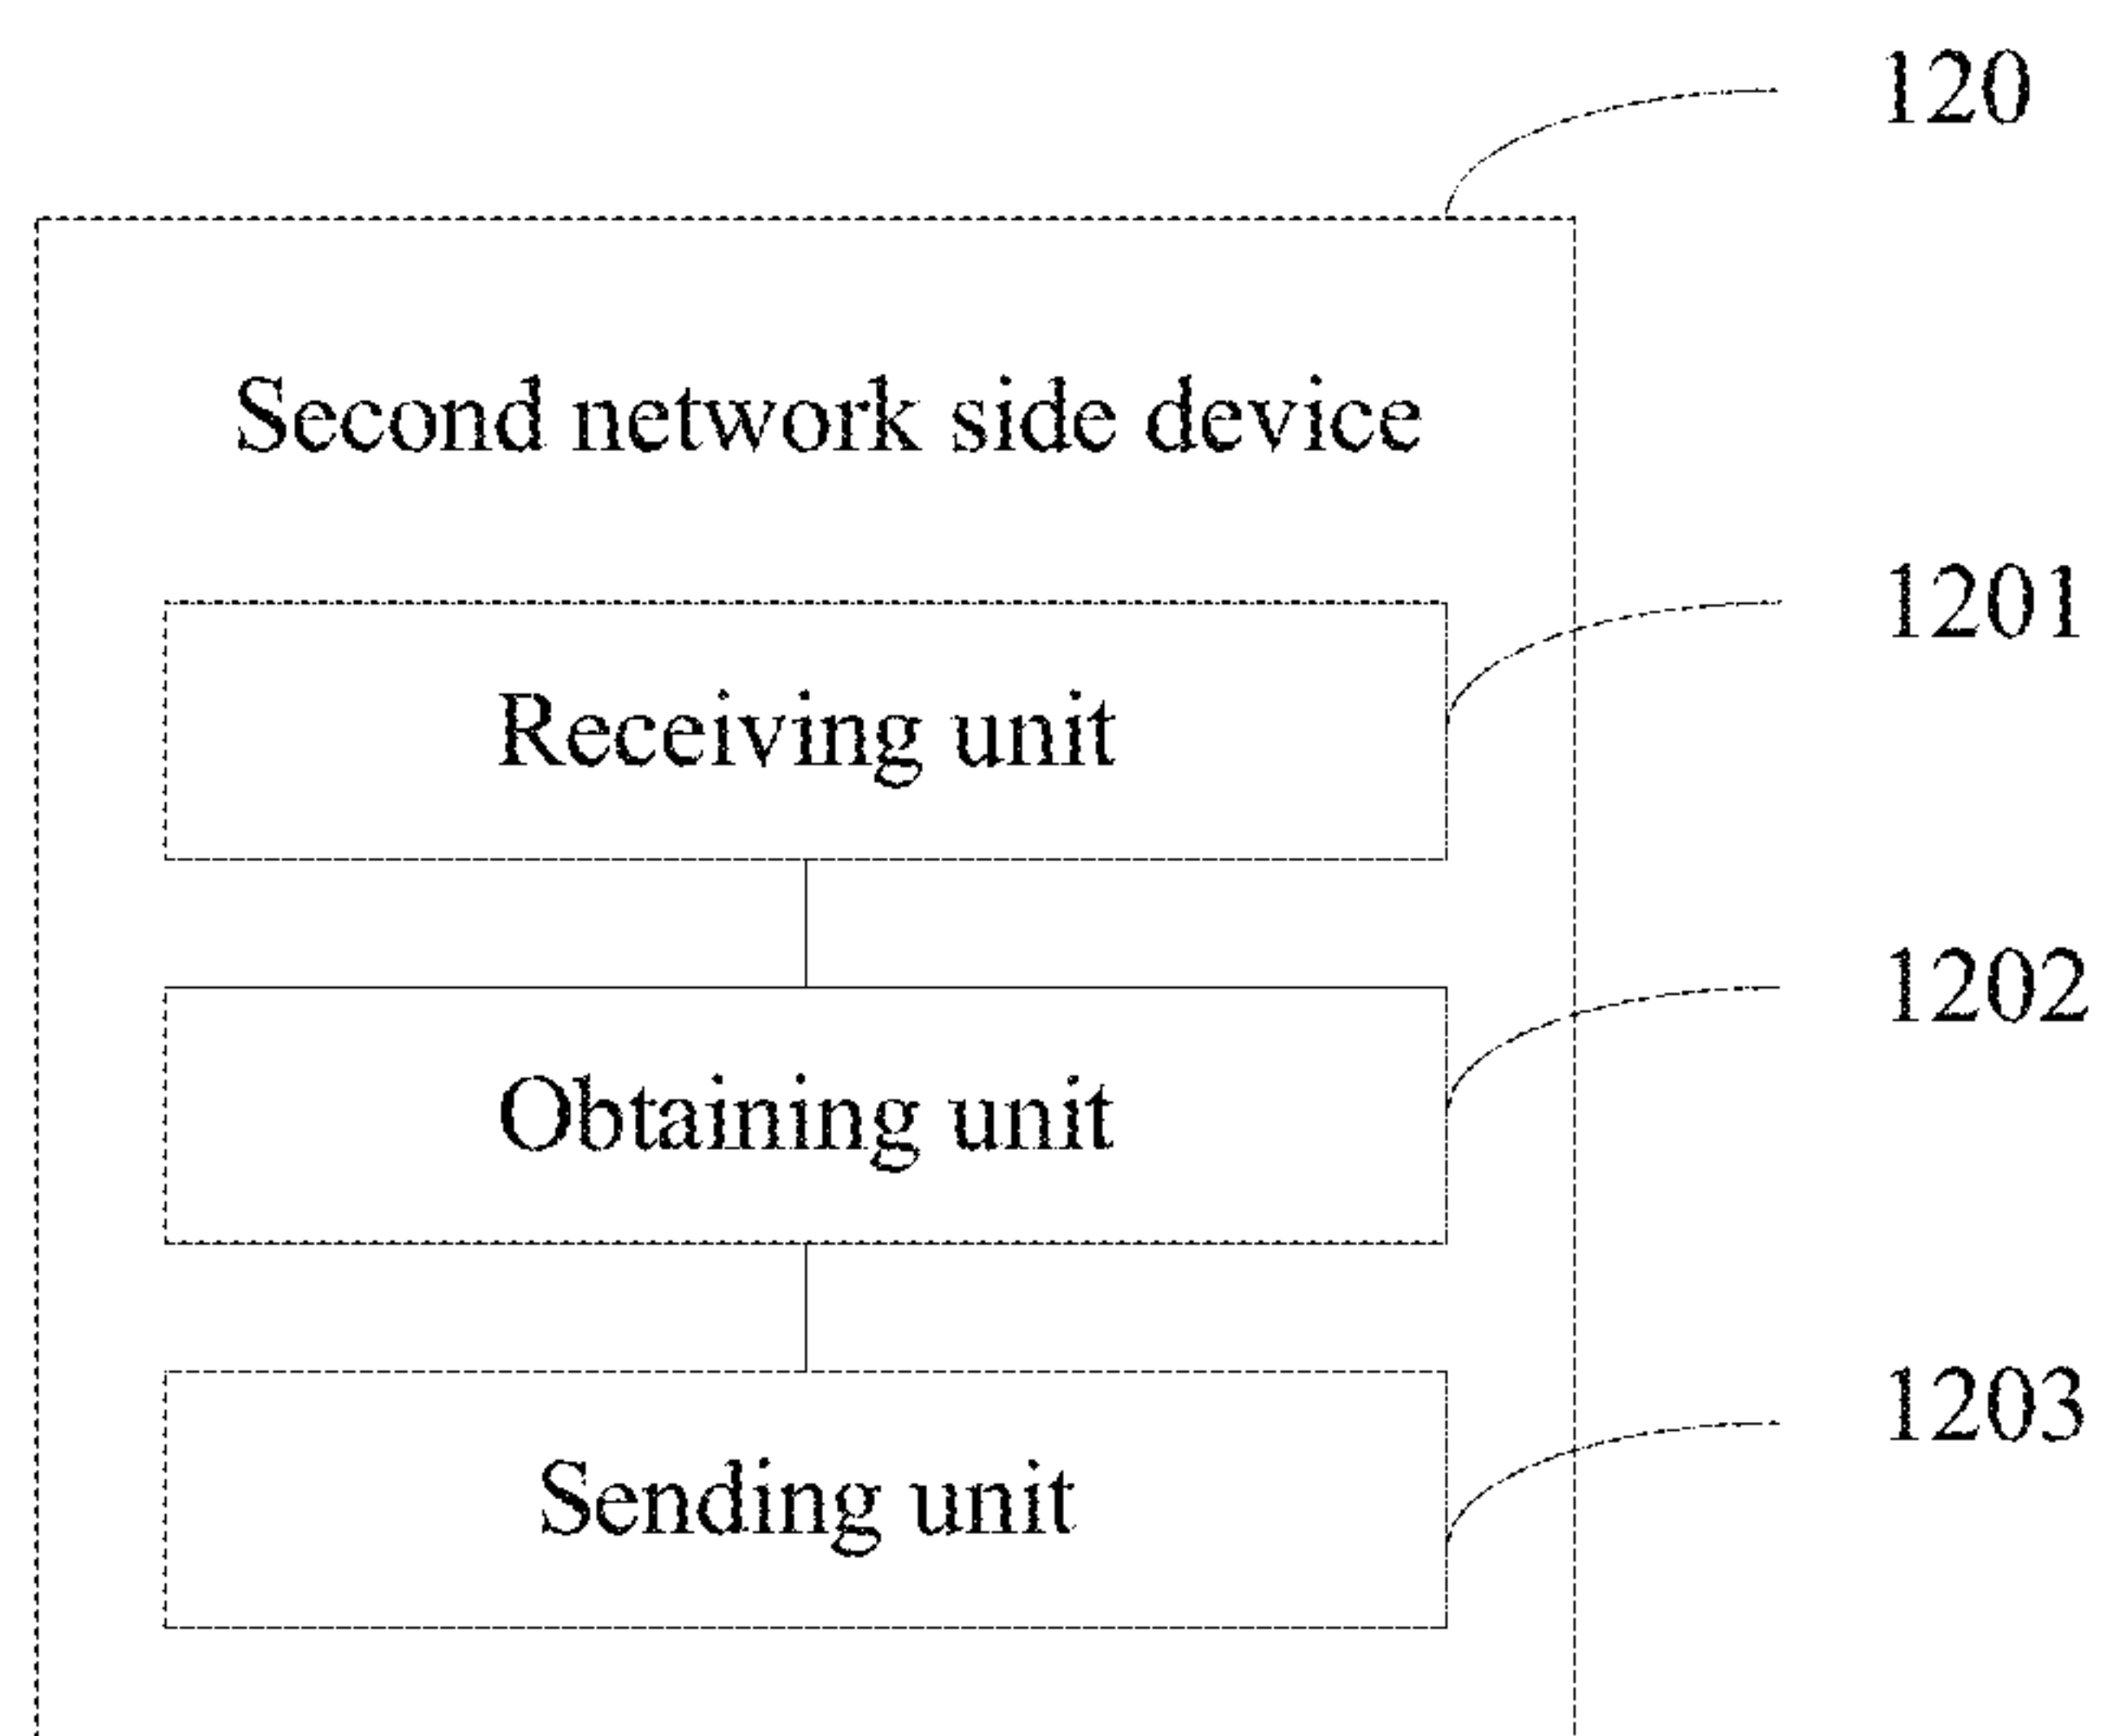 120
Second network side device
1201
Receiving unit
1202
Obtaining unit
1203
Sending unit